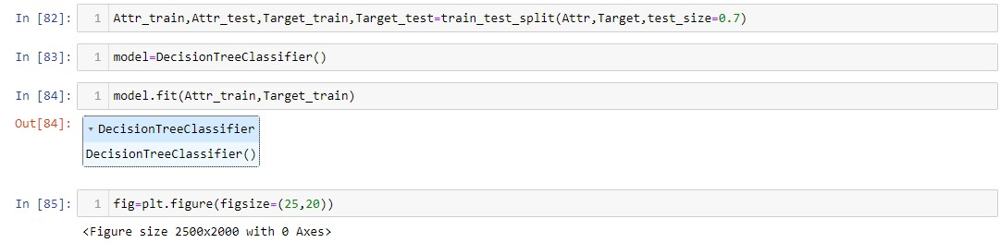 In [82]: 1 Attr_train,Attr_test,Target_train,Target_test=train_test_split(Attr,Target,test_size=0.7)
In [83]: 1 model=DecisionTreeClassifier()
In [84]: 1 model.fit(Attr_train,Target_train)
Out[84]: ▾ DecisionTreeClassifier
DecisionTreeClassifier()
In [85]: 1 fig=plt.figure(figsize=(25,20))
<Figure size 2500x2000 with 0 Axes>